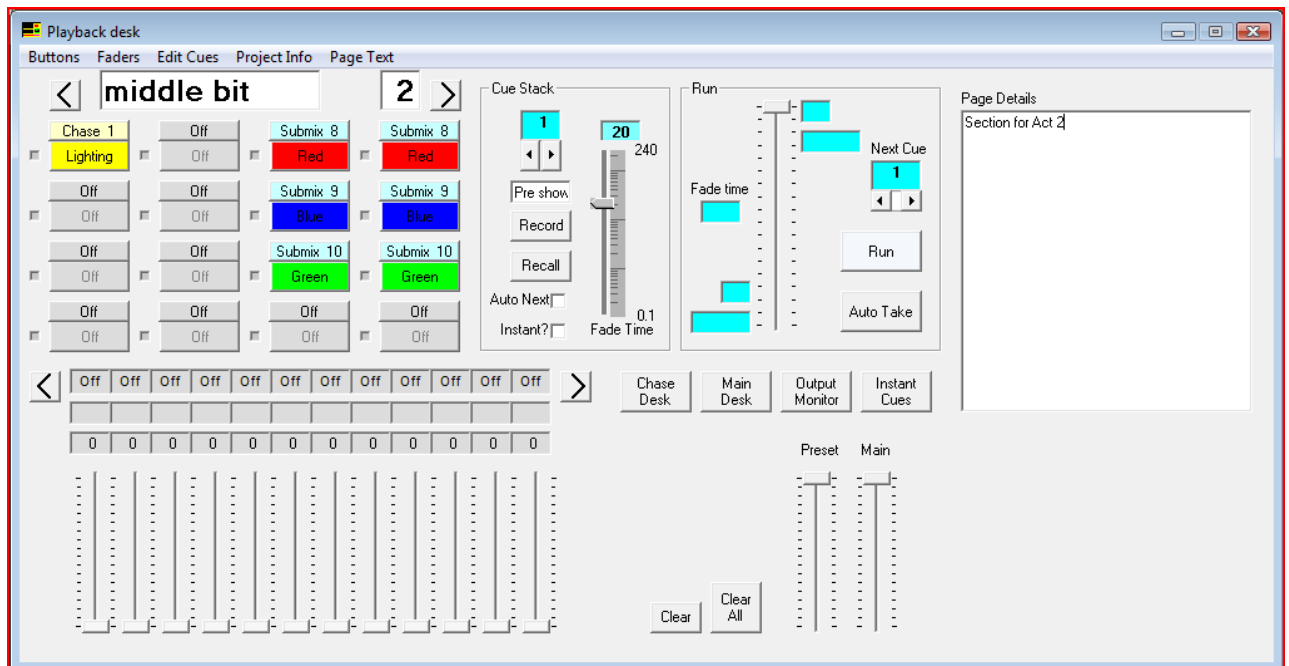 Playback desk
Buttons Faders Edit Cues Project Info Page Text
< middle bit 2 >
Chase 1 Off Submix 8 Submix 8
Lighting Off Red Red
Off Off Submix 9 Submix 9
Off Off Blue Blue
Off Off Submix 10 Submix 10
Off Off Green Green
Off Off Off Off
Off Off Off Off
Cue Stack
1
20
240
Pre show
Record
Recall
Auto Next
Instant?
0.1
Fade Time
Run
Next Cue
1
Fade time
Run
Auto Take
Page Details
Section for Act 2
< Off Off Off Off Off Off Off Off Off Off Off Off >
0 0 0 0 0 0 0 0 0 0 0 0
Chase Desk
Main Desk
Output Monitor
Instant Cues
Preset Main
Clear
Clear All